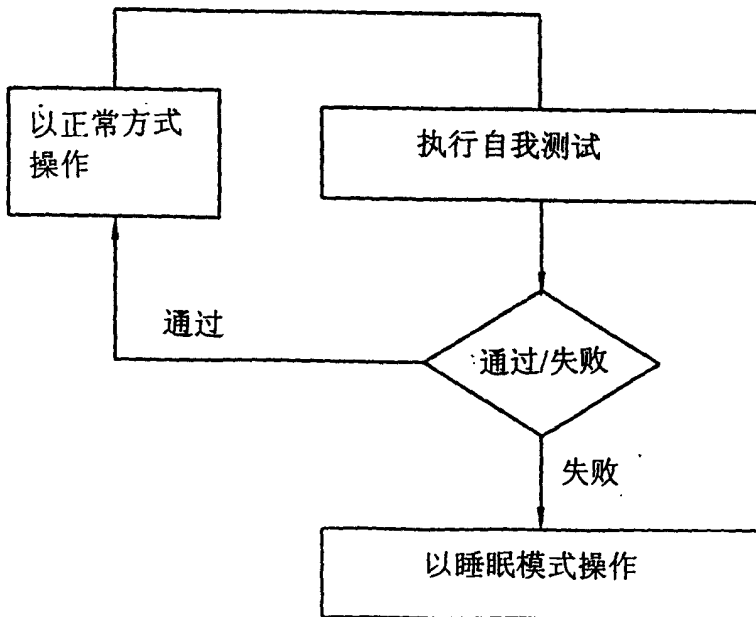 以正常方式
操作
执行自我测试
通过
通过/失败
失败
以睡眠模式操作